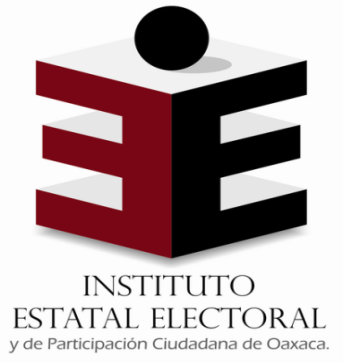 INSTITUTO
ESTATAL ELECTORAL
y de Participación Ciudadana de Oaxaca.